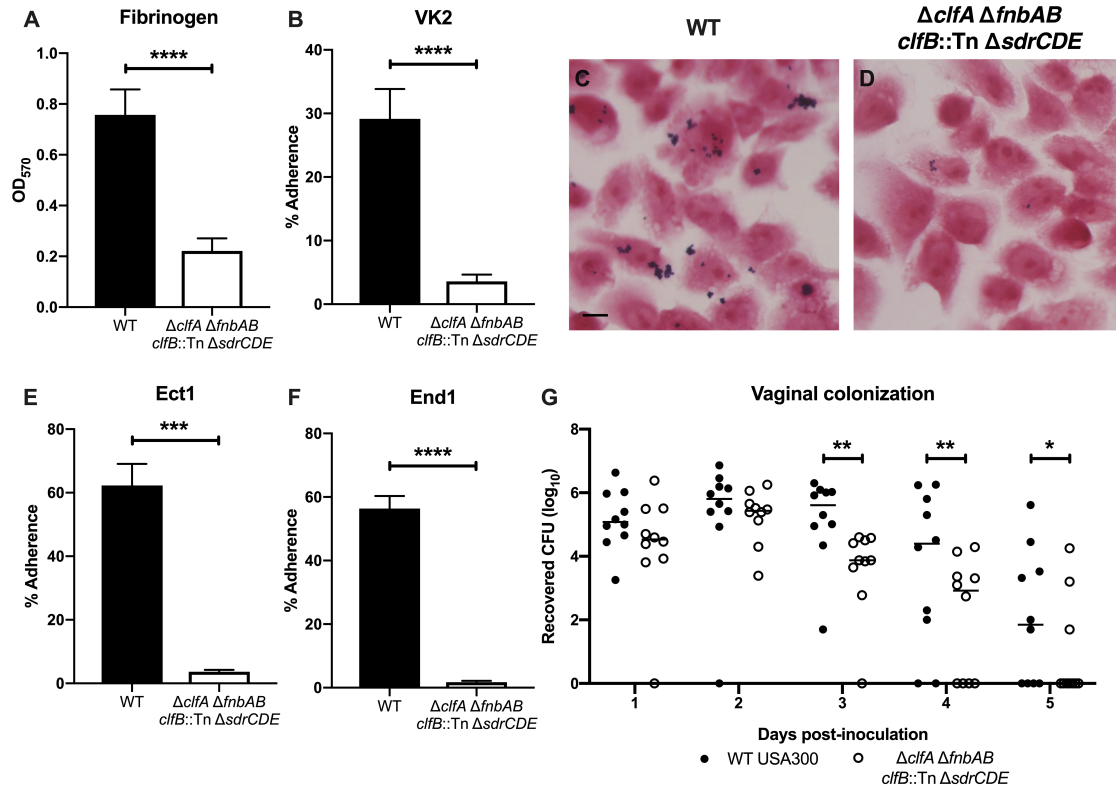 A
Fibrinogen
****
1.0
0.8
0.6
0.4
0.2
0.0
OD570
WT
ΔclfA ΔfnbAB
clfB::Tn ΔsdrCDE
B
VK2
****
40
30
20
10
0
% Adherence
WT
ΔclfA ΔfnbAB
clfB::Tn ΔsdrCDE
WT
C
ΔclfA ΔfnbAB
clfB::Tn ΔsdrCDE
D
E
Ect1
***
80
60
40
20
0
% Adherence
WT
ΔclfA ΔfnbAB
clfB::Tn ΔsdrCDE
F
End1
****
80
60
40
20
0
% Adherence
WT
ΔclfA ΔfnbAB
clfB::Tn ΔsdrCDE
G
Vaginal colonization
** ** *
8
6
4
2
0
Recovered CFU (log10)
1 2 3 4 5
Days post-inoculation
WT USA300
ΔclfA ΔfnbAB
clfB::Tn ΔsdrCDE